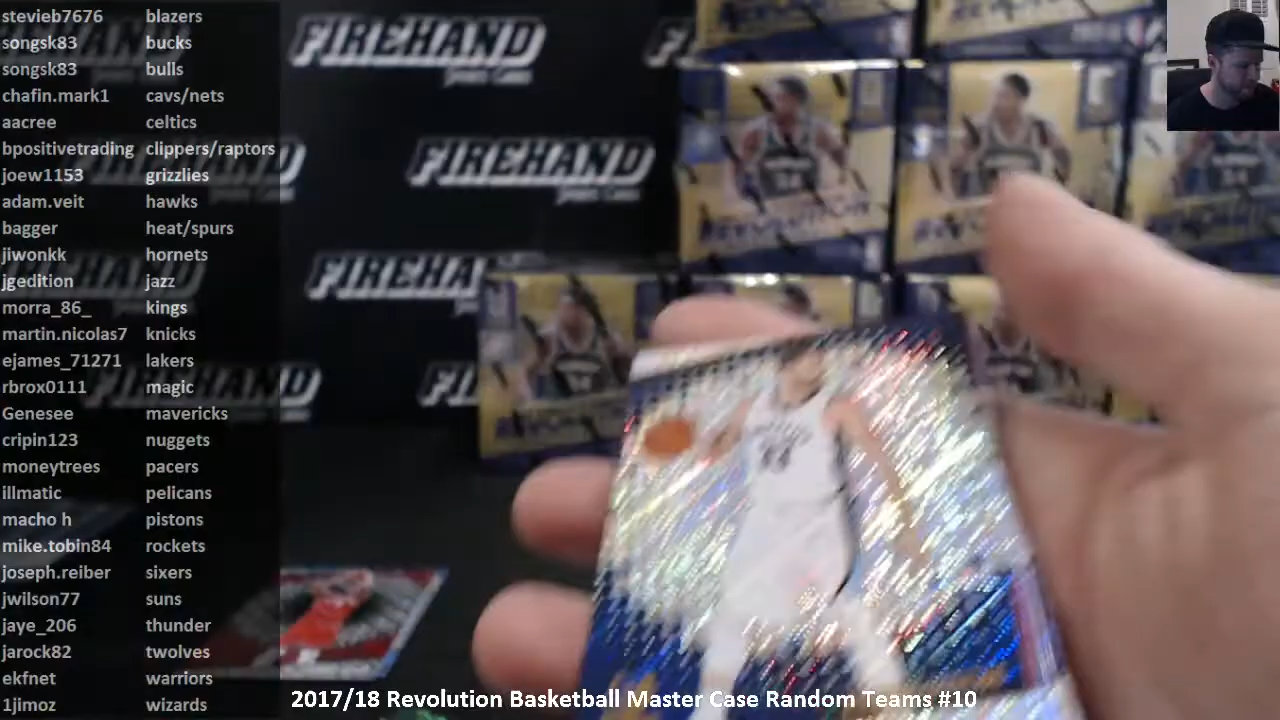 stevieb7676 blazers
songsk83 bucks
songsk83 bulls
chafin.mark1 cavs/nets
aacree celtics
bpositivetrading clippers/raptors
joew1153 grizzlies
adam.veit hawks
bagger heat/spurs
jiwonkk hornets
jgedition jazz
morra_86_ kings
martin.nicolas7 knicks
ejames_71271 lakers
rbrox0111 magic
Genesee mavericks
cripin123 nuggets
moneytrees pacers
illmatic pelicans
macho h pistons
mike.tobin84 rockets
joseph.reiber sixers
jwilson77 suns
jaye_206 thunder
jarock82 twolves
ekfnet warriors
1jimoz wizards
FIREHAND
FIREHAND
REVOLUTION
2017/18 Revolution Basketball Master Case Random Teams #10